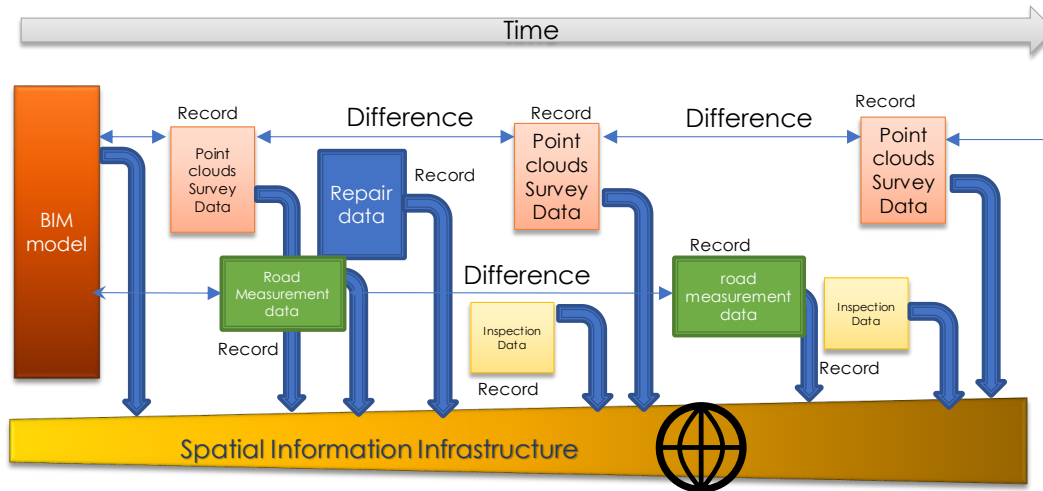 Time
Record
Difference
Record
Difference
Record
Point
clouds
Survey
Data
Repair
data
Record
Point
clouds
Survey
Data
Point
clouds
Survey
Data
BIM
model
Road
Measurement
data
Record
Difference
Record
road
measurement
data
Inspection
Data
Record
Inspection
Data
Record
Spatial Information Infrastructure